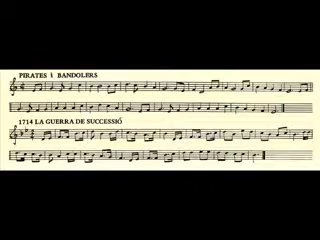 PIRATES I BANDOLERS
1714 LA GUERRA DE SUCCESSIÓ